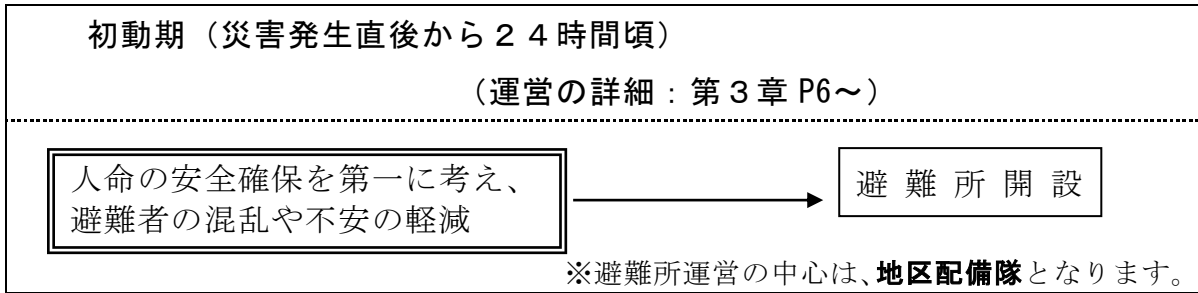 初動期（災害発生直後から２４時間頃）
（運営の詳細：第３章 P6～）
人命の安全確保を第一に考え、
避難者の混乱や不安の軽減
避難所開設
※避難所運営の中心は、地区配備隊となります。